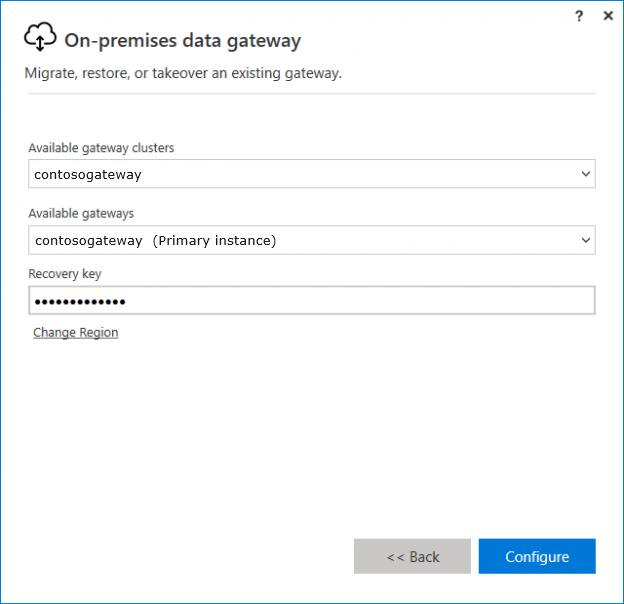 ?
On-premises data gateway
Migrate, restore, or takeover an existing gateway.
Available gateway clusters
contosogateway
Available gateways
contosogateway (Primary instance)
Recovery key
•••••••••••••
Change Region
<< Back
Configure